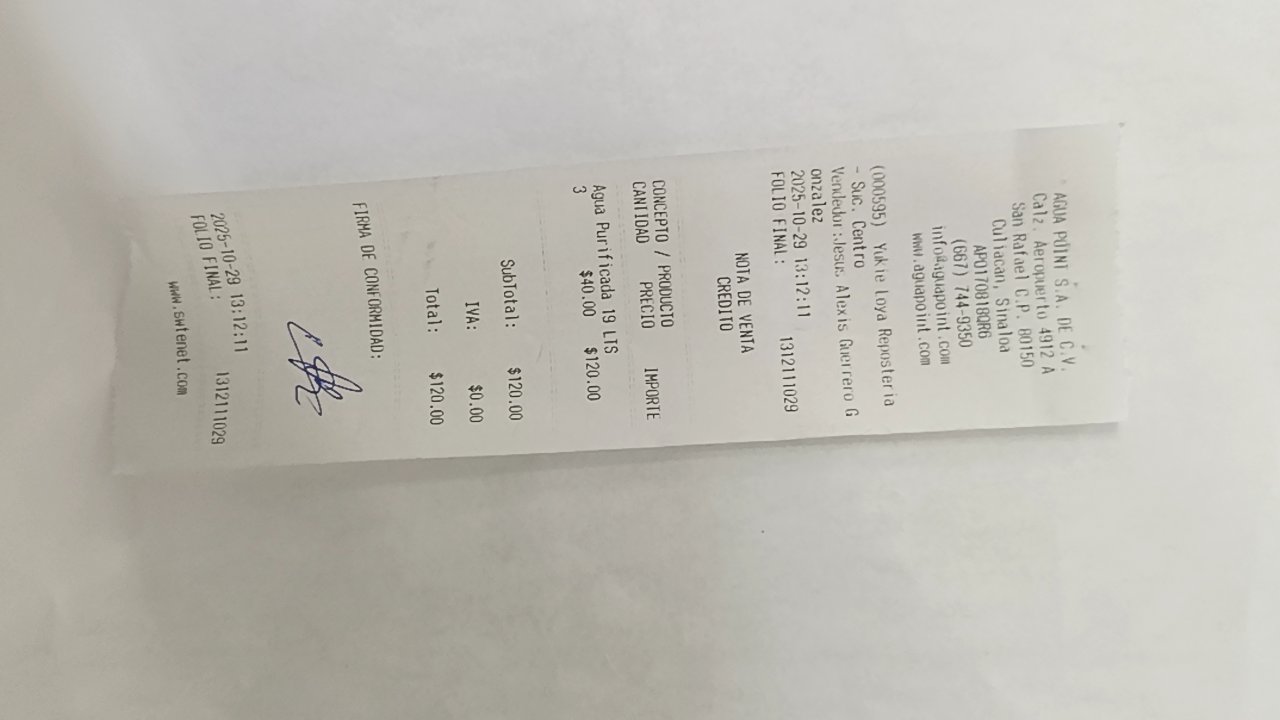 AGUA POINT S.A. DE C.V.
Calz. Aeropuerto 4912 A
San Rafael C.P. 80150
Culiacan, Sinaloa
APO170818QR6
(667) 744-9350
info@aguapoint.com
www.aguapoint.com
(000595) Yukie Loya Reposteria
- Suc. Centro
Vendedor:Jesus Alexis Guerrero G
onzalez
2025-10-29 13:12:11
FOLIO FINAL: 1312111029
NOTA DE VENTA
CREDITO
CONCEPTO / PRODUCTO
CANTIDAD PRECIO IMPORTE
Agua Purificada 19 LTS
3 $40.00 $120.00
SubTotal: $120.00
IVA: $0.00
Total: $120.00
FIRMA DE CONFORMIDAD:
2025-10-29 13:12:11
FOLIO FINAL: 1312111029
www.swtenet.com